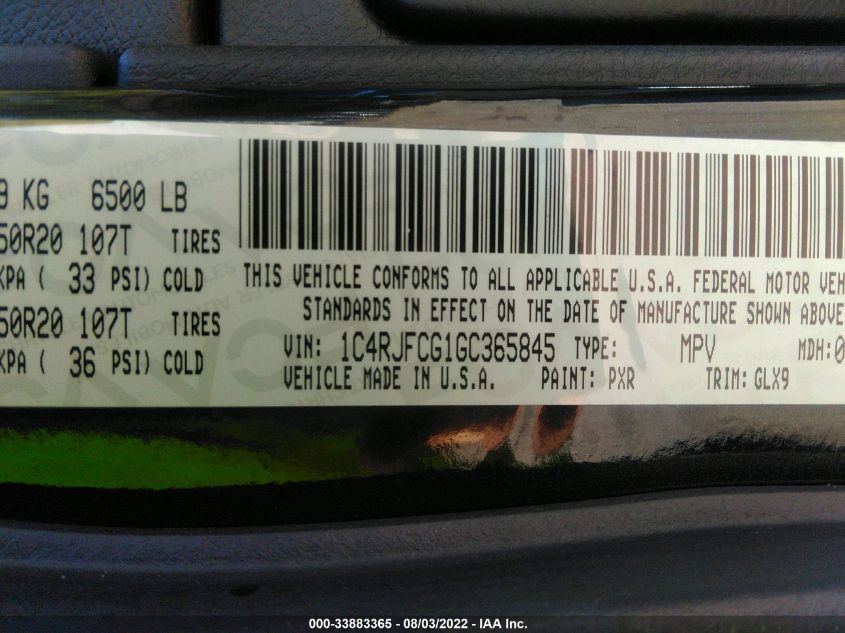 9 KG 6500 LB
50R20 107T TIRES
KPA ( 33 PSI) COLD
50R20 107T TIRES
KPA ( 36 PSI) COLD
THIS VEHICLE CONFORMS TO ALL APPLICABLE U.S.A. FEDERAL MOTOR VEH
STANDARDS IN EFFECT ON THE DATE OF MANUFACTURE SHOWN ABOVE
VIN: 1C4RJFCG1GC365845 TYPE: MPV MDH:0
VEHICLE MADE IN U.S.A. PAINT: PXR TRIM: GLX9
000-33883365 - 08/03/2022 - IAA Inc.